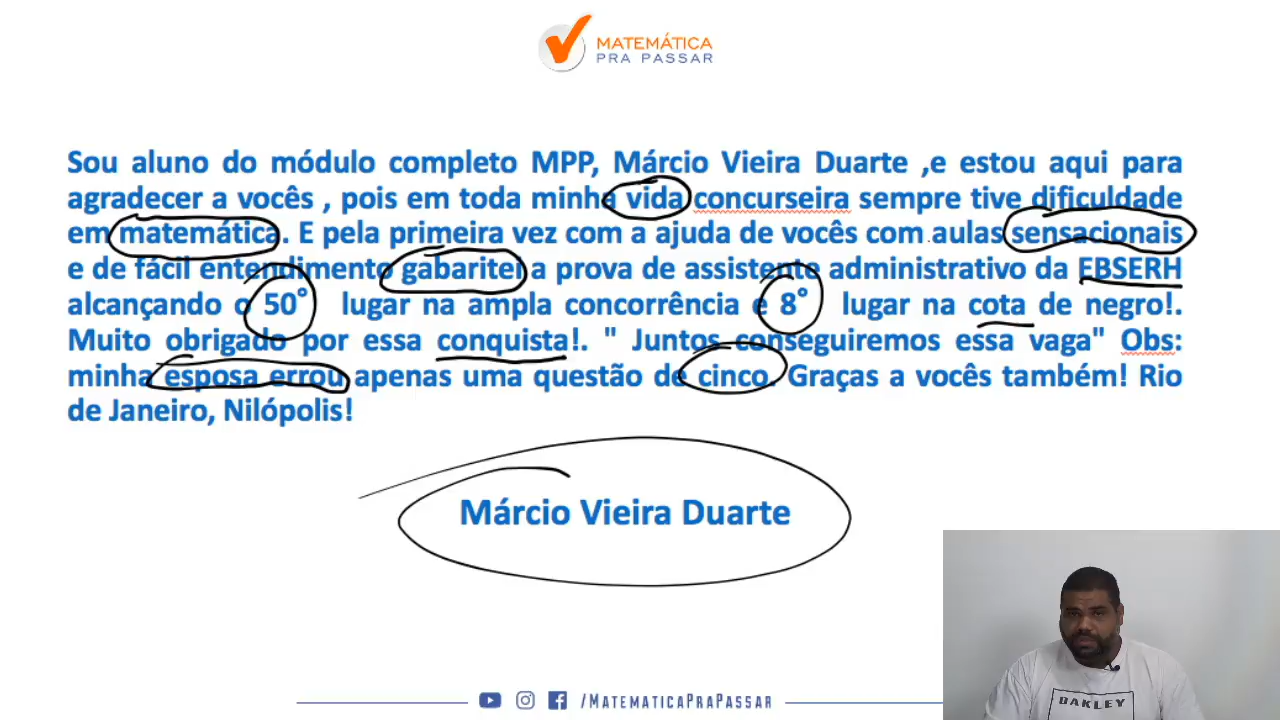 MATEMÁTICA
PRA PASSAR
Sou aluno do módulo completo MPP, Márcio Vieira Duarte ,e estou aqui para
agradecer a vocês , pois em toda minha vida concurseira sempre tive dificuldade
em matemática. E pela primeira vez com a ajuda de vocês com aulas sensacionais
e de fácil entendimento gabaritei a prova de assistente administrativo da EBSERH
alcançando o 50° lugar na ampla concorrência e 8° lugar na cota de negro!.
Muito obrigado por essa conquista!. " Juntos conseguiremos essa vaga" Obs:
minha esposa errou apenas uma questão de cinco. Graças a vocês também! Rio
de Janeiro, Nilópolis!
Márcio Vieira Duarte
OAKLEY
/MATEMATICAPRAPASSAR